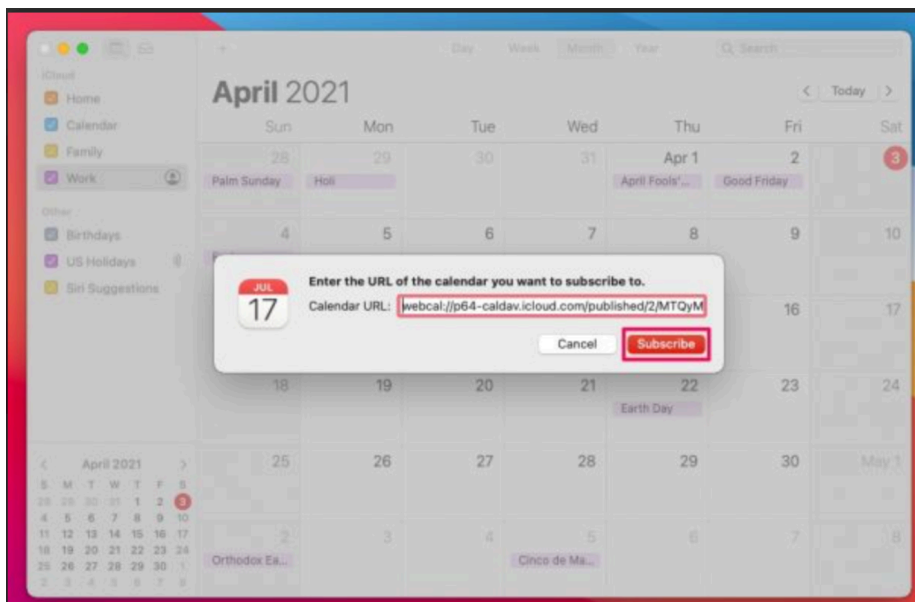 +
Day Week Month Year
Search
iCloud
Home
Calendar
Family
Work
Other
Birthdays
US Holidays
Siri Suggestions
April 2021
< Today >
Sun Mon Tue Wed Thu Fri Sat
28 29 30 31 Apr 1 2 3
Palm Sunday Holi April Fools'... Good Friday
4 5 6 7 8 9 10
Enter the URL of the calendar you want to subscribe to.
JUL
17
Calendar URL: webcal://p64-caldav.icloud.com/published/2/MTQyM
Cancel Subscribe
16 17
18 19 20 21 22 23 24
Earth Day
25 26 27 28 29 30 May 1
2 3 4 5 6 7 8
Orthodox Ea... Cinco de Ma...
< April 2021 >
S M T W T F S
28 29 30 31 1 2 3
4 5 6 7 8 9 10
11 12 13 14 15 16 17
18 19 20 21 22 23 24
25 26 27 28 29 30 1
2 3 4 5 6 7 8